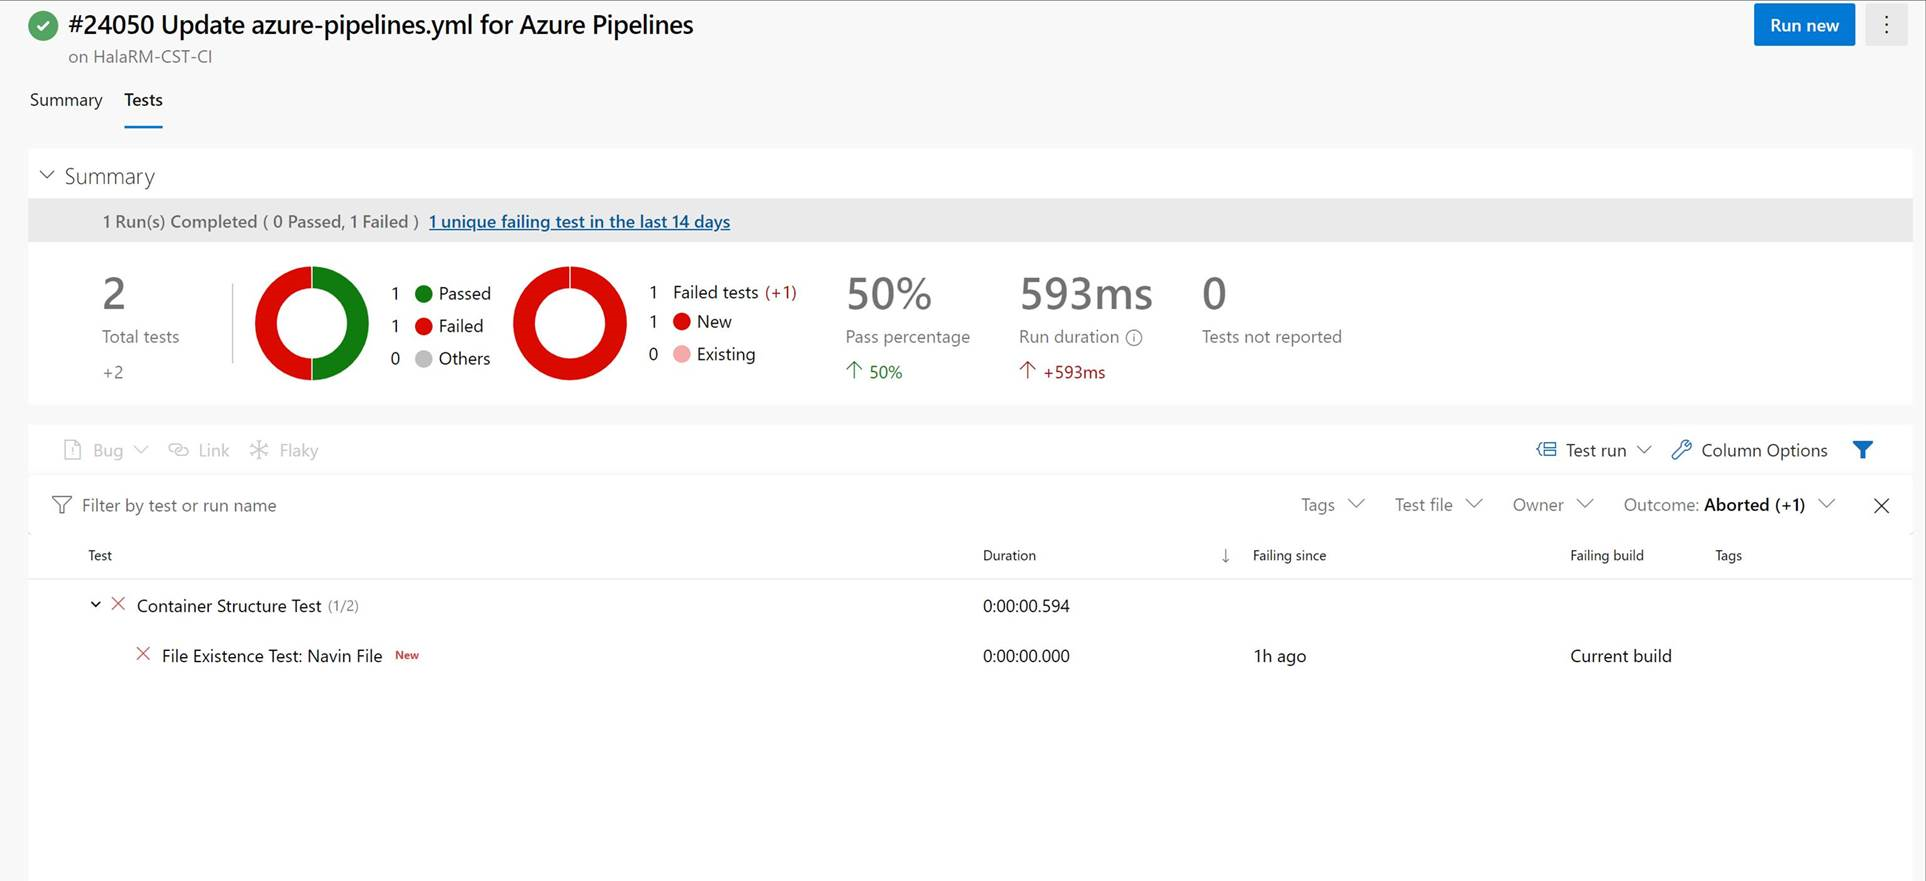 #24050 Update azure-pipelines.yml for Azure Pipelines
Run new
on HalaRM-CST-CI
Summary Tests
Summary
1 Run(s) Completed ( 0 Passed, 1 Failed ) 1 unique failing test in the last 14 days
2
Total tests
+2
1 Passed
1 Failed
0 Others
1 Failed tests (+1)
1 New
0 Existing
50%
Pass percentage
50%
593ms
Run duration
+593ms
0
Tests not reported
Bug Link Flaky Test run Column Options
Filter by test or run name Tags Test file Owner Outcome: Aborted (+1)
Test Duration Failing since Failing build Tags
Container Structure Test (1/2) 0:00:00.594
File Existence Test: Navin File New 0:00:00.000 1h ago Current build